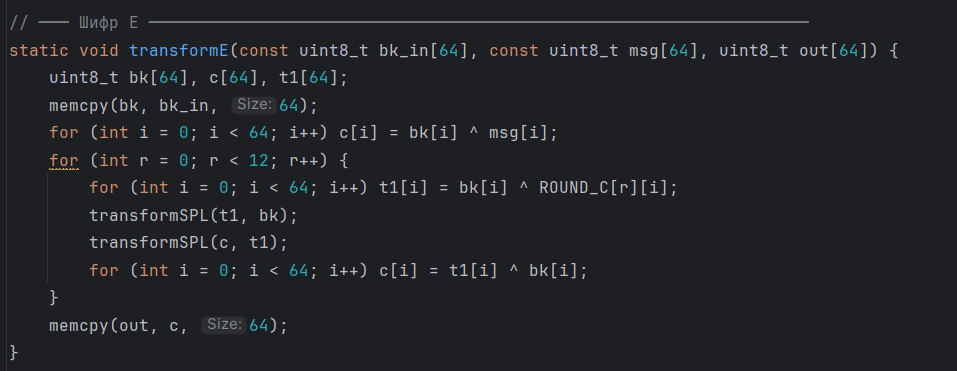 // ── Шифр E ──────────────────────────────────────────────────
static void transformE(const uint8_t bk_in[64], const uint8_t msg[64], uint8_t out[64]) {
    uint8_t bk[64], c[64], t1[64];
    memcpy(bk, bk_in, Size: 64);
    for (int i = 0; i < 64; i++) c[i] = bk[i] ^ msg[i];
    for (int r = 0; r < 12; r++) {
        for (int i = 0; i < 64; i++) t1[i] = bk[i] ^ ROUND_C[r][i];
        transformSPL(t1, bk);
        transformSPL(c, t1);
        for (int i = 0; i < 64; i++) c[i] = t1[i] ^ bk[i];
    }
    memcpy(out, c, Size: 64);
}